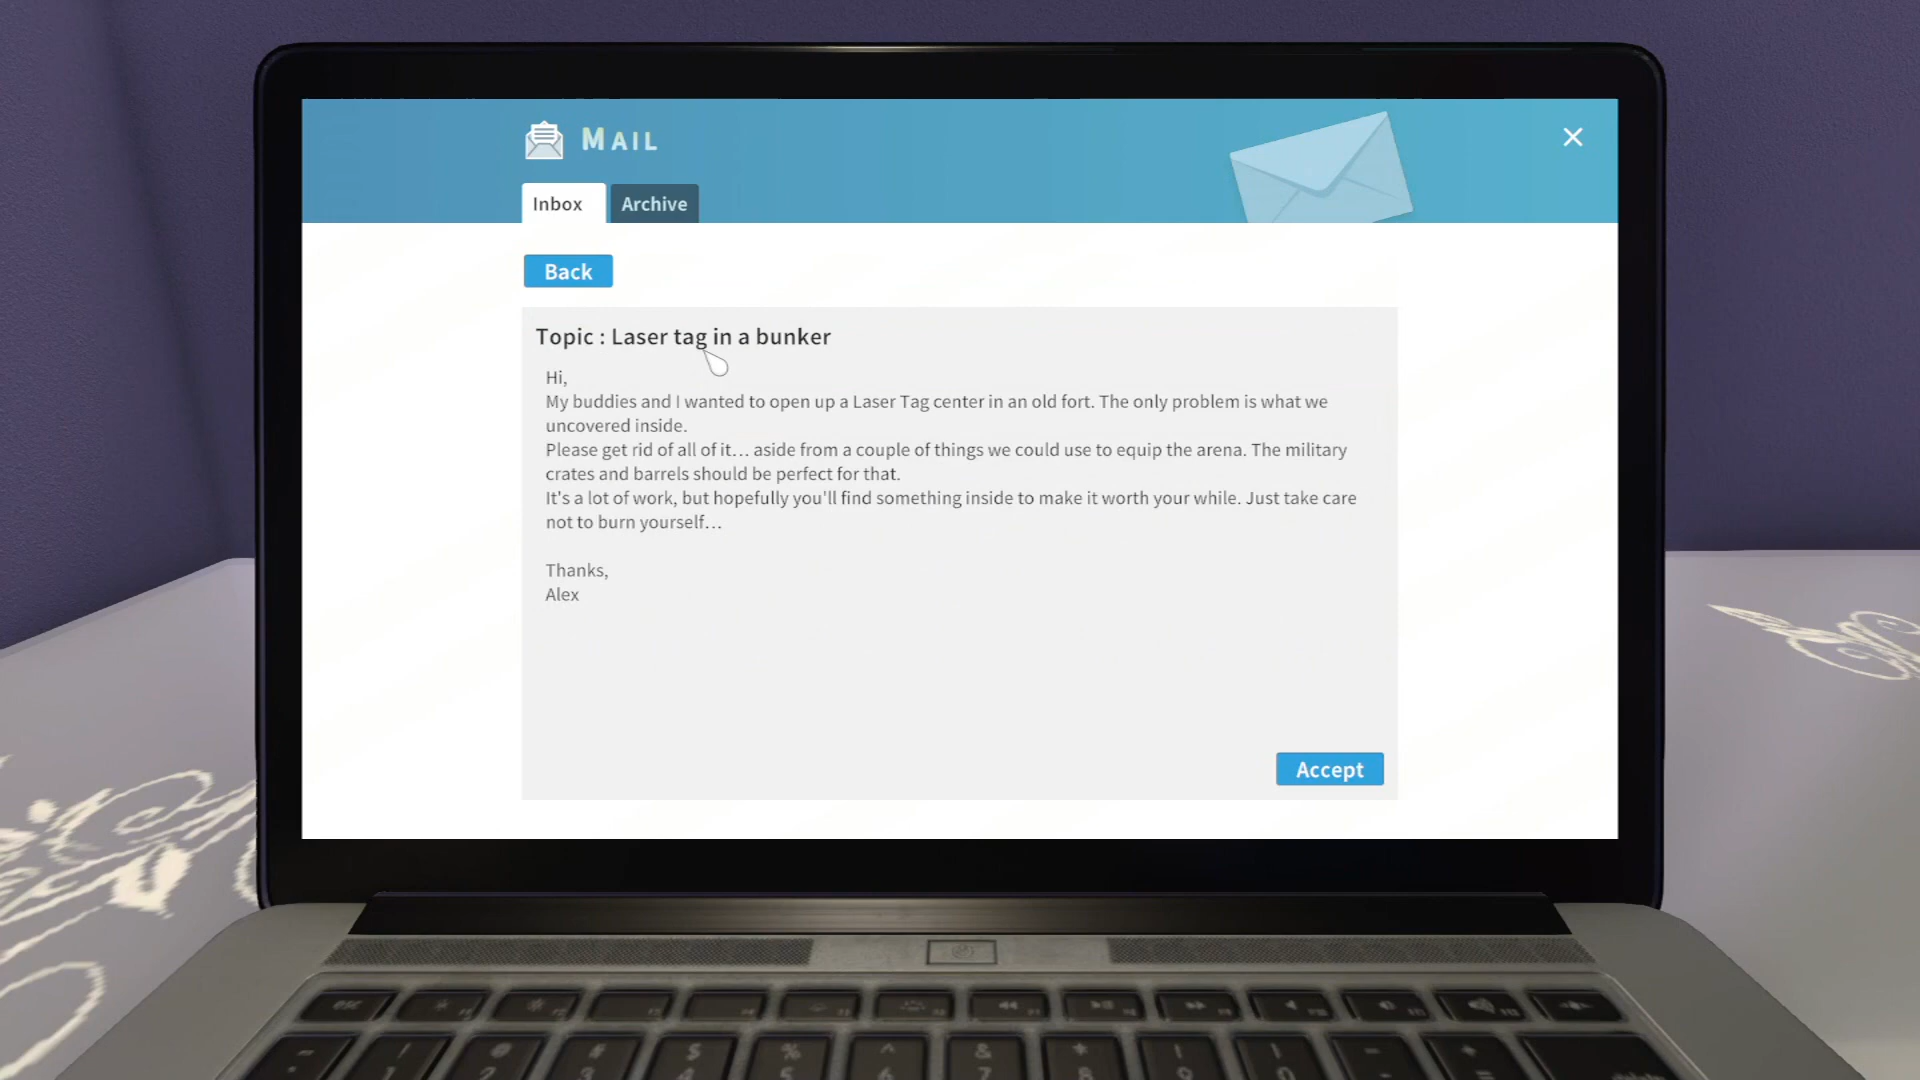 MAIL
Inbox
Archive
Back
Topic : Laser tag in a bunker
Hi,
My buddies and I wanted to open up a Laser Tag center in an old fort. The only problem is what we
uncovered inside.
Please get rid of all of it... aside from a couple of things we could use to equip the arena. The military
crates and barrels should be perfect for that.
It's a lot of work, but hopefully you'll find something inside to make it worth your while. Just take care
not to burn yourself...
Thanks,
Alex
Accept
esc